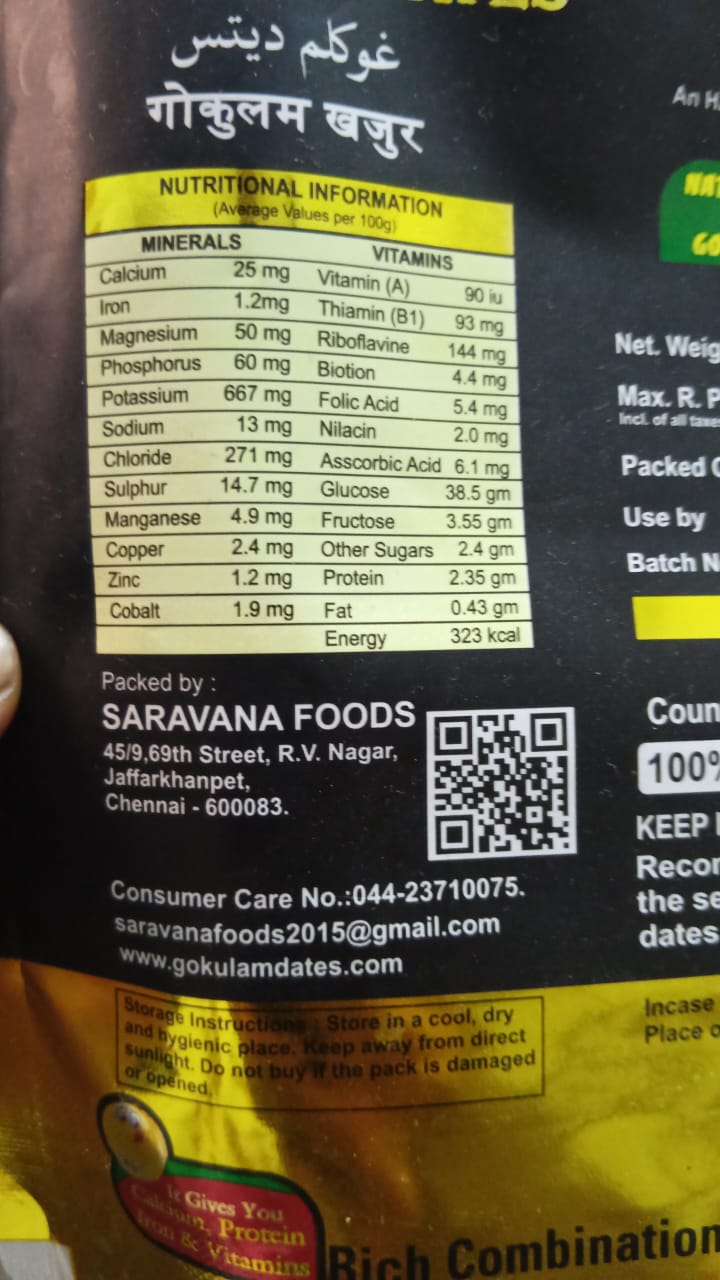 غوكلم ديتس
गोकुलम खजुर
NUTRITIONAL INFORMATION
(Average Values per 100g)
MINERALS VITAMINS
Calcium 25 mg Vitamin (A) 90 iu
Iron 1.2mg Thiamin (B1) 93 mg
Magnesium 50 mg Riboflavine 144 mg
Phosphorus 60 mg Biotion 4.4 mg
Potassium 667 mg Folic Acid 5.4 mg
Sodium 13 mg Nilacin 2.0 mg
Chloride 271 mg Asscorbic Acid 6.1 mg
Sulphur 14.7 mg Glucose 38.5 gm
Manganese 4.9 mg Fructose 3.55 gm
Copper 2.4 mg Other Sugars 2.4 gm
Zinc 1.2 mg Protein 2.35 gm
Cobalt 1.9 mg Fat 0.43 gm
Energy 323 kcal
Packed by :
SARAVANA FOODS
45/9,69th Street, R.V. Nagar,
Jaffarkhanpet,
Chennai - 600083.
Consumer Care No.:044-23710075.
saravanafoods2015@gmail.com
www.gokulamdates.com
Storage Instructions : Store in a cool, dry
and hygienic place. Keep away from direct
sunlight. Do not buy if the pack is damaged
or opened.
It Gives You
Calcium, Protein
Iron & Vitamins
Rich Combination
An
Net.
Max. R.
Incl. of all
Packed
Use by
Batch
100%
KEEP
the
dates
Incase
Place